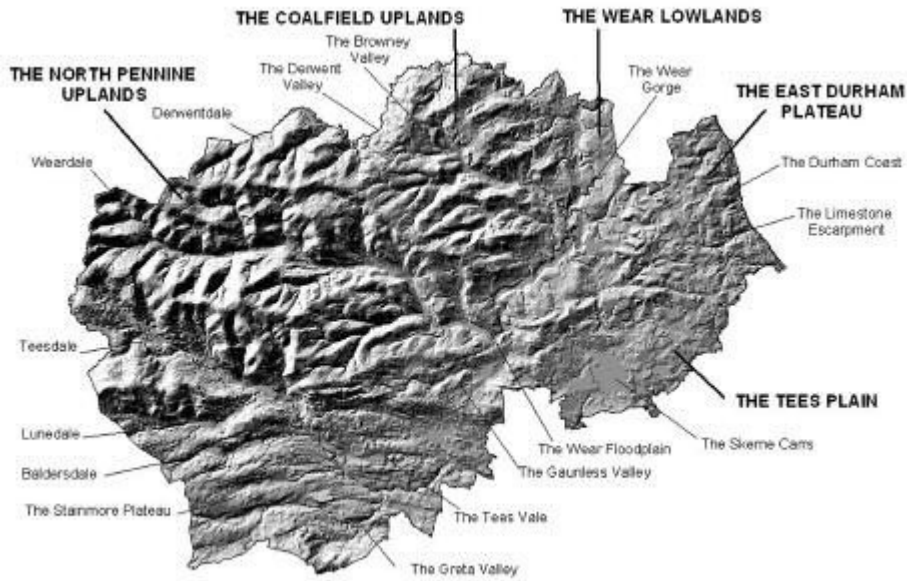 THE COALFIELD UPLANDS
THE WEAR LOWLANDS
The Browney
Valley
The Derwent
Valley
THE NORTH PENNINE
UPLANDS
The Wear
Gorge
THE EAST DURHAM
PLATEAU
Derwentdale
Weardale
The Durham Coast
The Limestone
Escarpment
Teesdale
THE TEES PLAIN
Lunedale
The Wear Floodplain
The Skerne Carrs
Baldersdale
The Gaunless Valley
The Stainmore Plateau
The Tees Vale
The Greta Valley